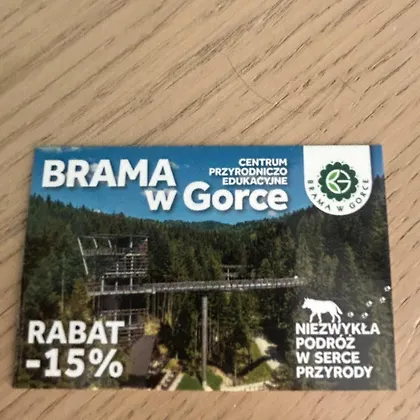 BRAMA
w Gorce
CENTRUM
PRZYRODNICZO
EDUKACYJNE
BRAMA W GORCE
RABAT
-15%
NIEZWYKŁA
PODRÓŻ
W SERCE
PRZYRODY